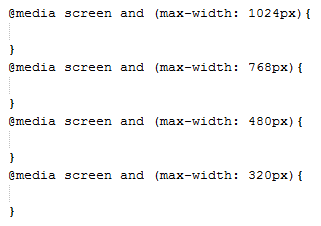 @media screen and (max-width: 1024px){
}
@media screen and (max-width: 768px){
}
@media screen and (max-width: 480px){
}
@media screen and (max-width: 320px){
}